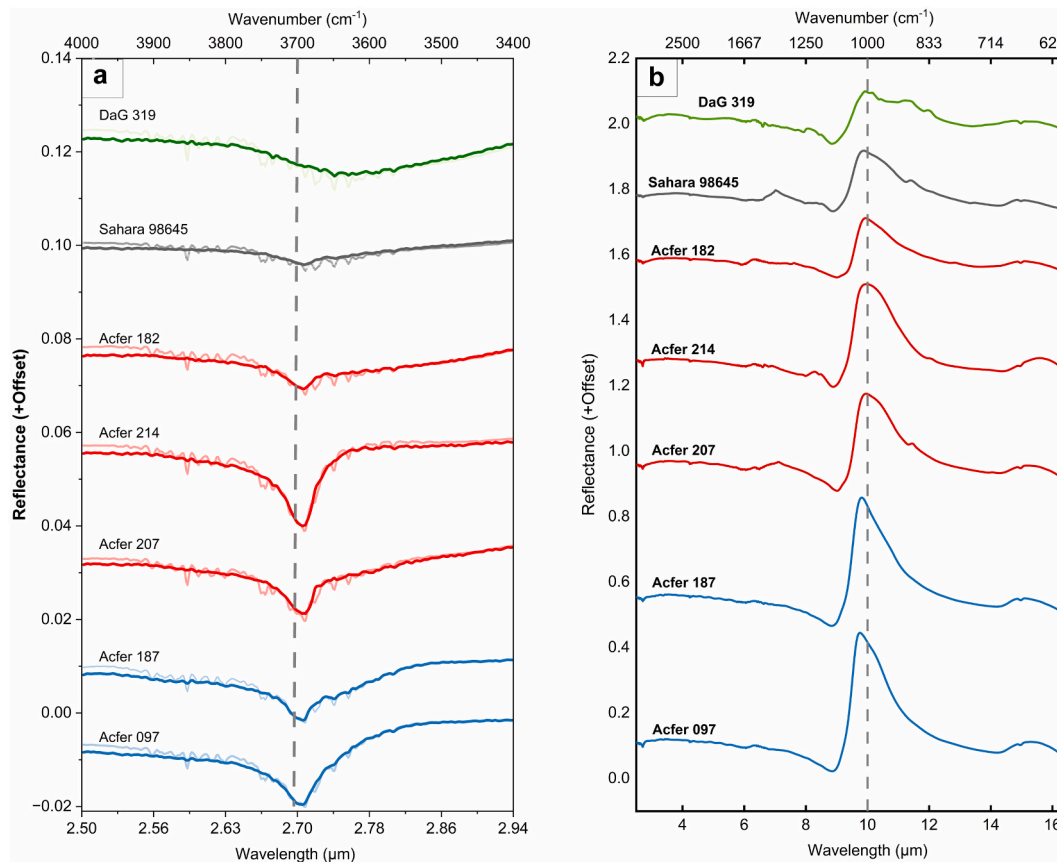 Wavenumber (cm⁻¹)
4000 3900 3800 3700 3600 3500 3400
a
Reflectance (+Offset)
0.14
0.12
0.10
0.08
0.06
0.04
0.02
0.00
−0.02
DaG 319
Sahara 98645
Acfer 182
Acfer 214
Acfer 207
Acfer 187
Acfer 097
2.50 2.56 2.63 2.70 2.78 2.86 2.94
Wavelength (μm)
Wavenumber (cm⁻¹)
2500 1667 1250 1000 833 714 62
b
Reflectance (+Offset)
2.2
2.0
1.8
1.6
1.4
1.2
1.0
0.8
0.6
0.4
0.2
0.0
DaG 319
Sahara 98645
Acfer 182
Acfer 214
Acfer 207
Acfer 187
Acfer 097
4 6 8 10 12 14 16
Wavelength (μm)